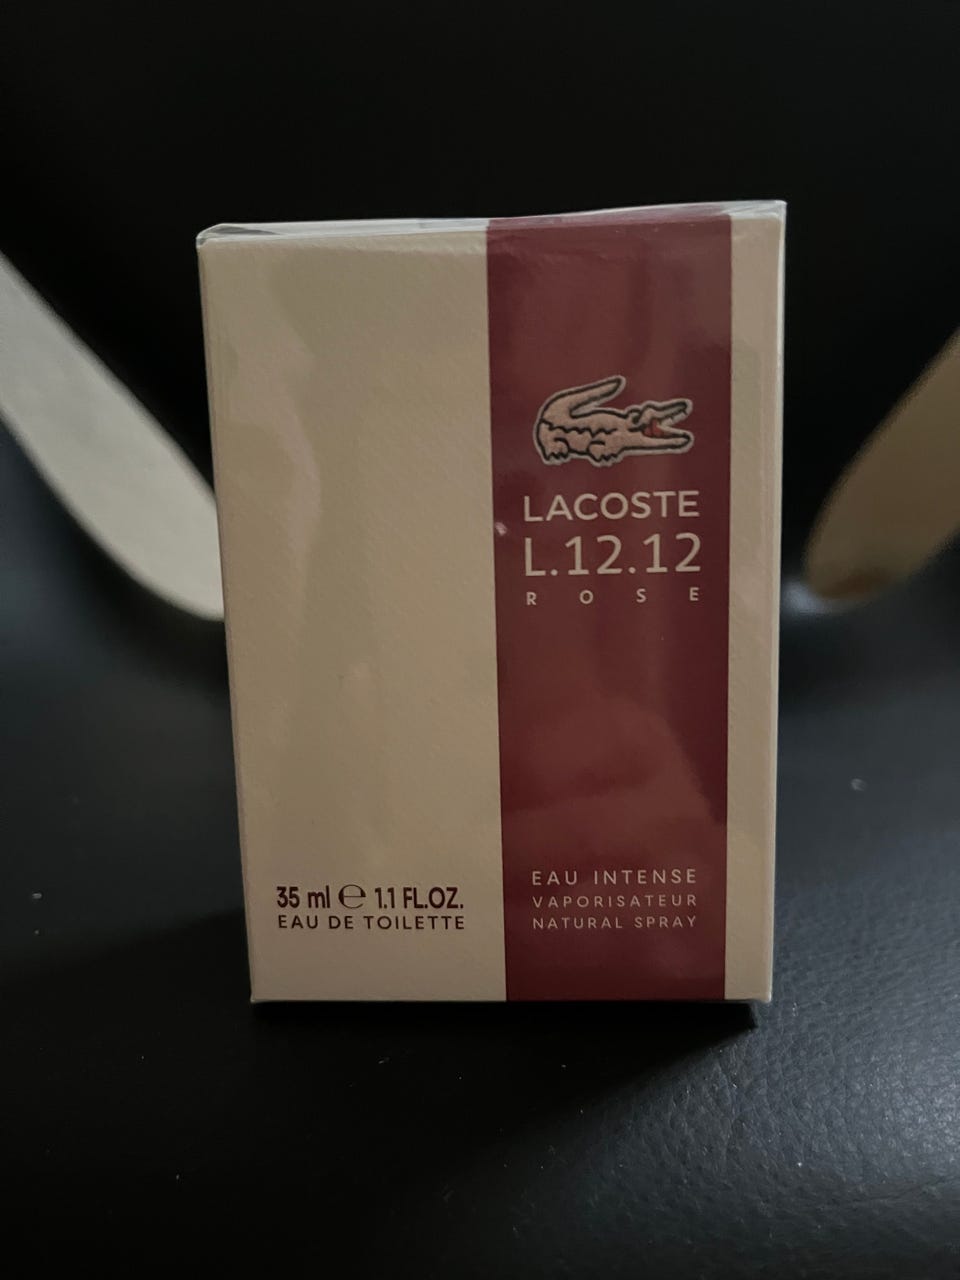 LACOSTE
L.12.12
ROSE
35 ml ℮ 1.1 FL.OZ.
EAU DE TOILETTE
EAU INTENSE
VAPORISATEUR
NATURAL SPRAY